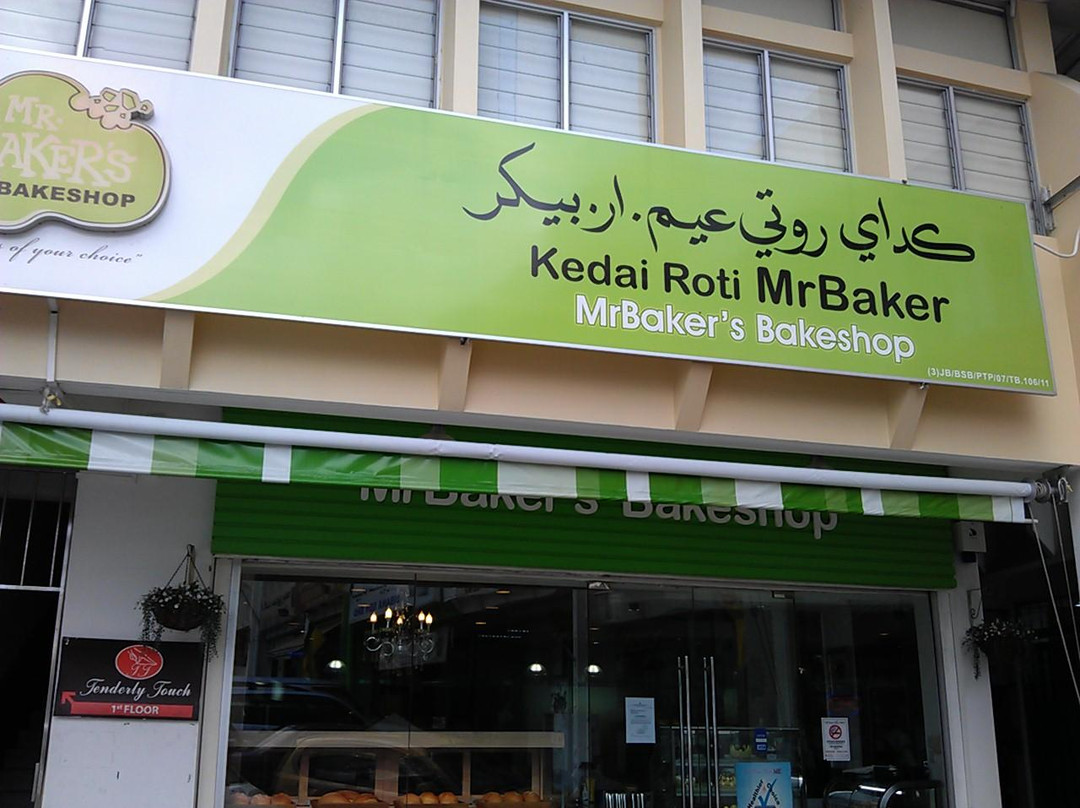 MR.
BAKER'S
BAKESHOP
of your choice"
كداي روتي عيم. ار. بيكر
Kedai Roti MrBaker
MrBaker's Bakeshop
(3)JB/BSB/PTP/07/TB.106/11
MrBaker's Bakeshop
Tenderly Touch
1st FLOOR